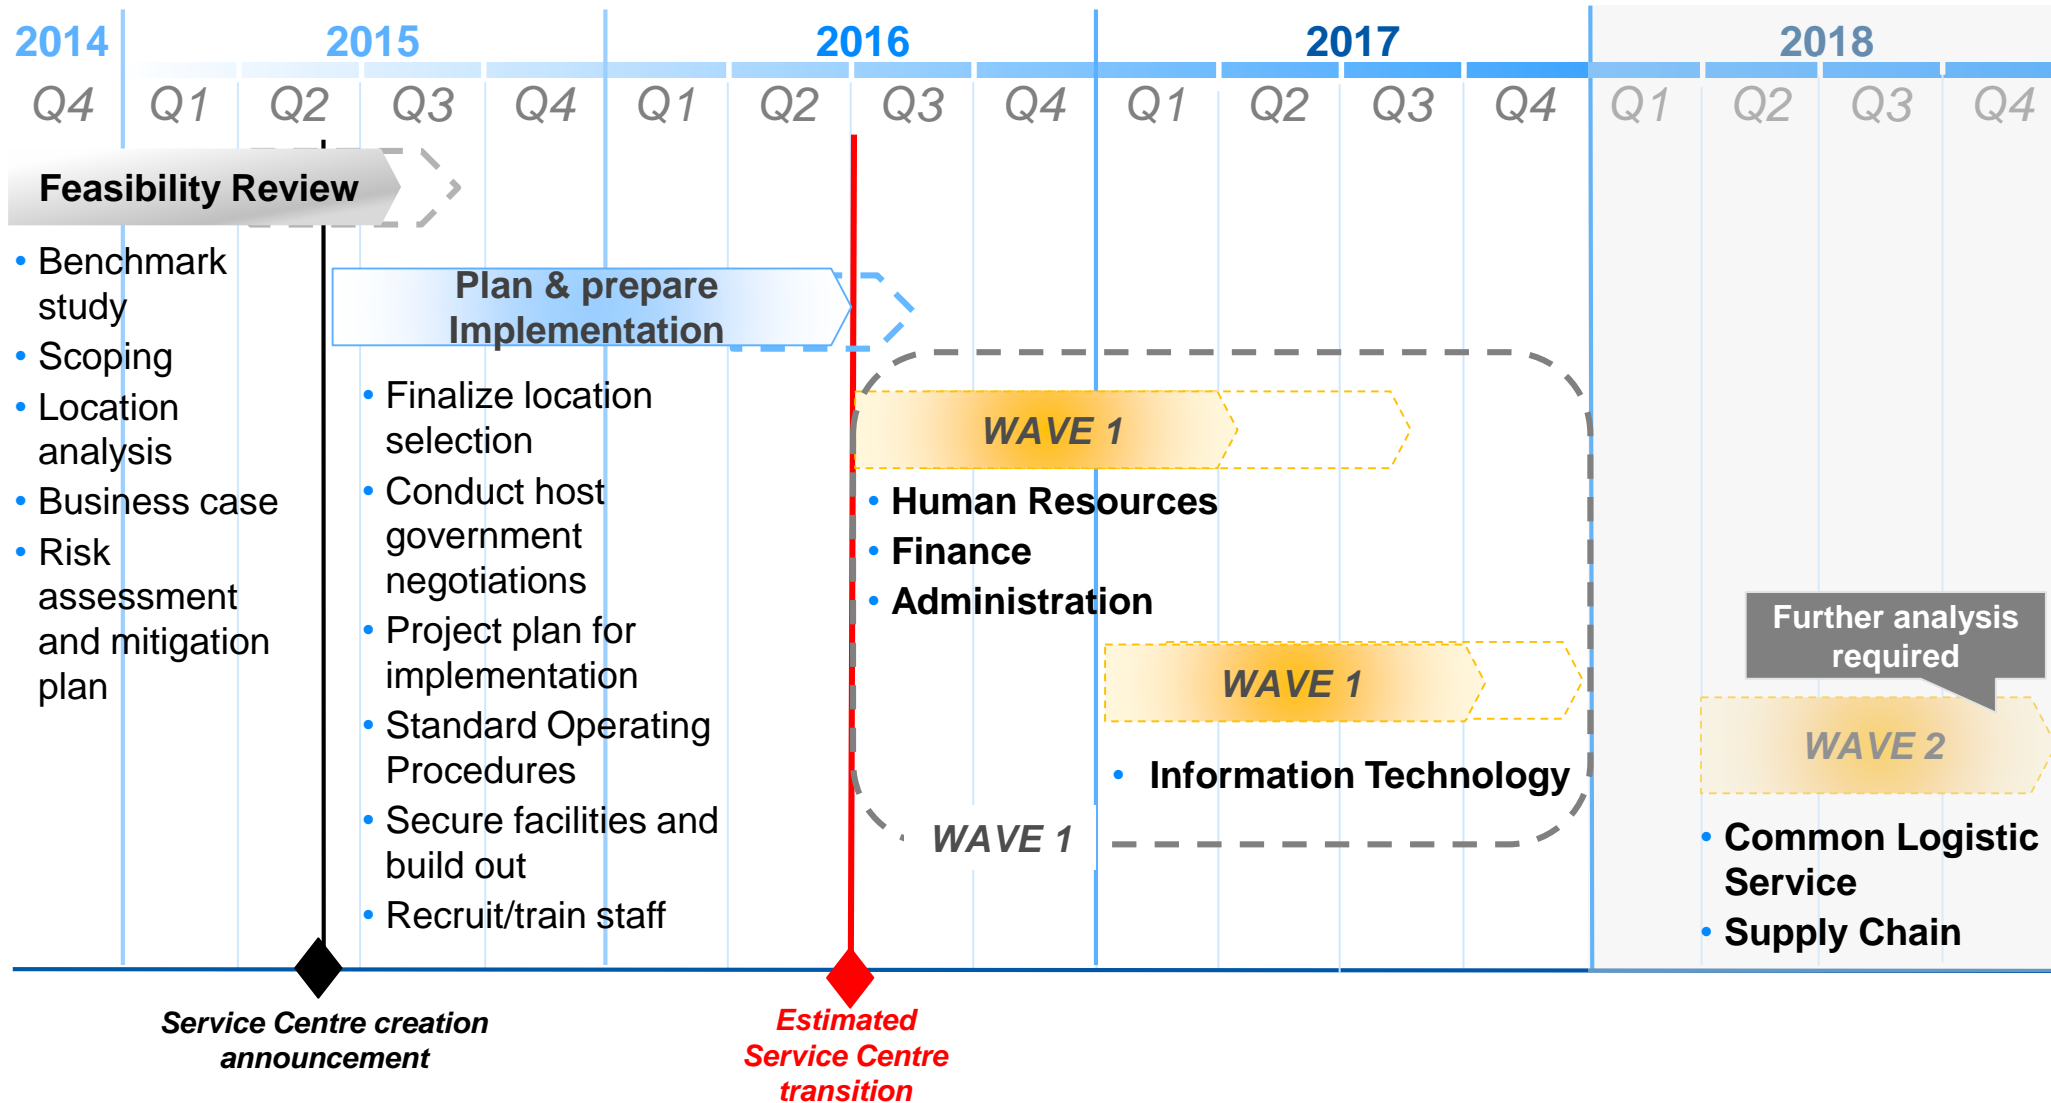 2014 2015 2016 2017 2018
Q4 Q1 Q2 Q3 Q4 Q1 Q2 Q3 Q4 Q1 Q2 Q3 Q4 Q1 Q2 Q3 Q4
Feasibility Review
• Benchmark
study
• Scoping
• Location
analysis
• Business case
• Risk
assessment
and mitigation
plan
Plan & prepare
Implementation
• Finalize location
selection
• Conduct host
government
negotiations
• Project plan for
implementation
• Standard Operating
Procedures
• Secure facilities and
build out
• Recruit/train staff
WAVE 1
• Human Resources
• Finance
• Administration
WAVE 1
• Information Technology
WAVE 1
Further analysis
required
WAVE 2
• Common Logistic
Service
• Supply Chain
Service Centre creation
announcement
Estimated
Service Centre
transition